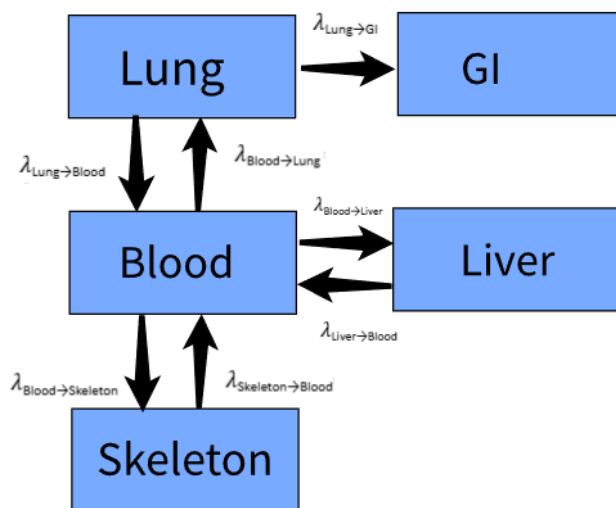 λLung→GI
Lung
GI
λLung→Blood
λBlood→Lung
λBlood→Liver
Blood
Liver
λLiver→Blood
λBlood→Skeleton
λSkeleton→Blood
Skeleton